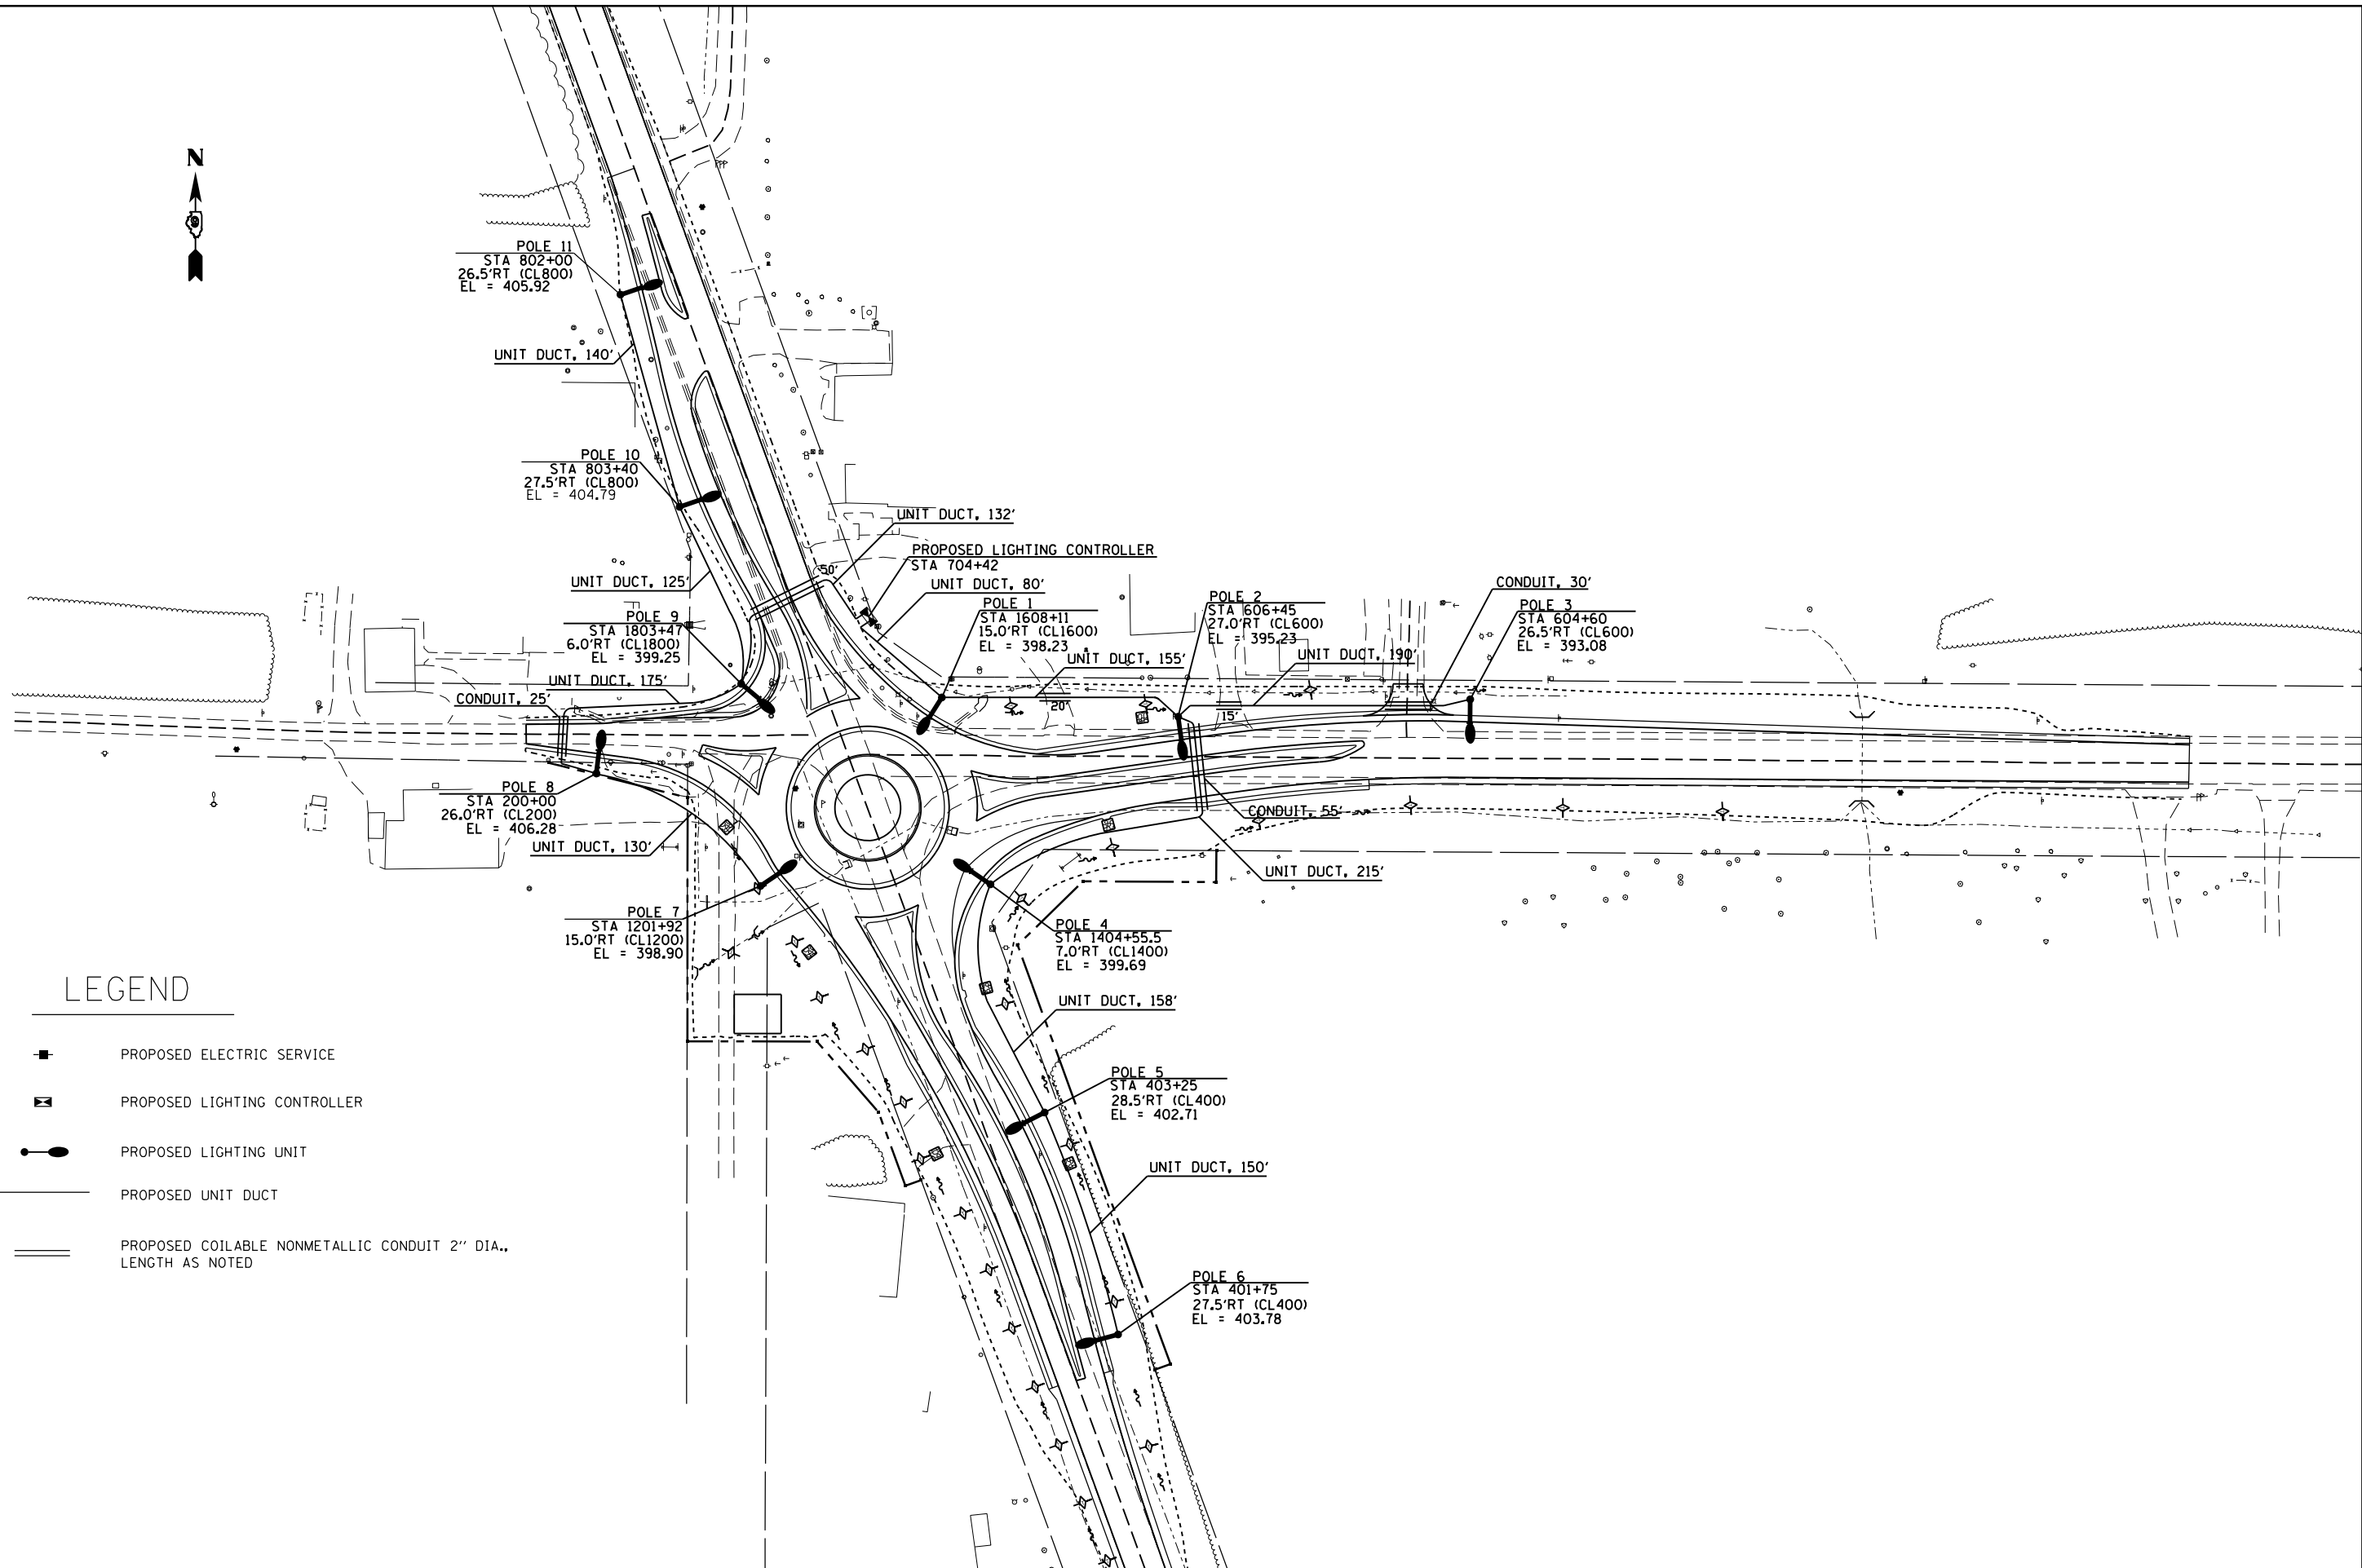 N
POLE 11
STA 802+00
26.5'RT (CL800)
EL = 405.92
UNIT DUCT, 140'
POLE 10
STA 803+40
27.5'RT (CL800)
EL = 404.79
UNIT DUCT, 132'
PROPOSED LIGHTING CONTROLLER
STA 704+42
50'
UNIT DUCT, 125'
UNIT DUCT, 80'
CONDUIT, 30'
POLE 9
STA 1803+47
6.0'RT (CL1800)
EL = 399.25
POLE 1
STA 1608+11
15.0'RT (CL1600)
EL = 398.23
POLE 2
STA 606+45
27.0'RT (CL600)
EL = 395.23
POLE 3
STA 604+60
26.5'RT (CL600)
EL = 393.08
UNIT DUCT, 155'
UNIT DUCT, 190'
UNIT DUCT, 175'
CONDUIT, 25'
20'
15'
POLE 8
STA 200+00
26.0'RT (CL200)
EL = 406.28
UNIT DUCT, 130'
CONDUIT, 55'
UNIT DUCT, 215'
POLE 7
STA 1201+92
15.0'RT (CL1200)
EL = 398.90
POLE 4
STA 1404+55.5
7.0'RT (CL1400)
EL = 399.69
UNIT DUCT, 158'
POLE 5
STA 403+25
28.5'RT (CL400)
EL = 402.71
UNIT DUCT, 150'
POLE 6
STA 401+75
27.5'RT (CL400)
EL = 403.78
LEGEND
PROPOSED ELECTRIC SERVICE
PROPOSED LIGHTING CONTROLLER
PROPOSED LIGHTING UNIT
PROPOSED UNIT DUCT
PROPOSED COILABLE NONMETALLIC CONDUIT 2'' DIA.,
LENGTH AS NOTED